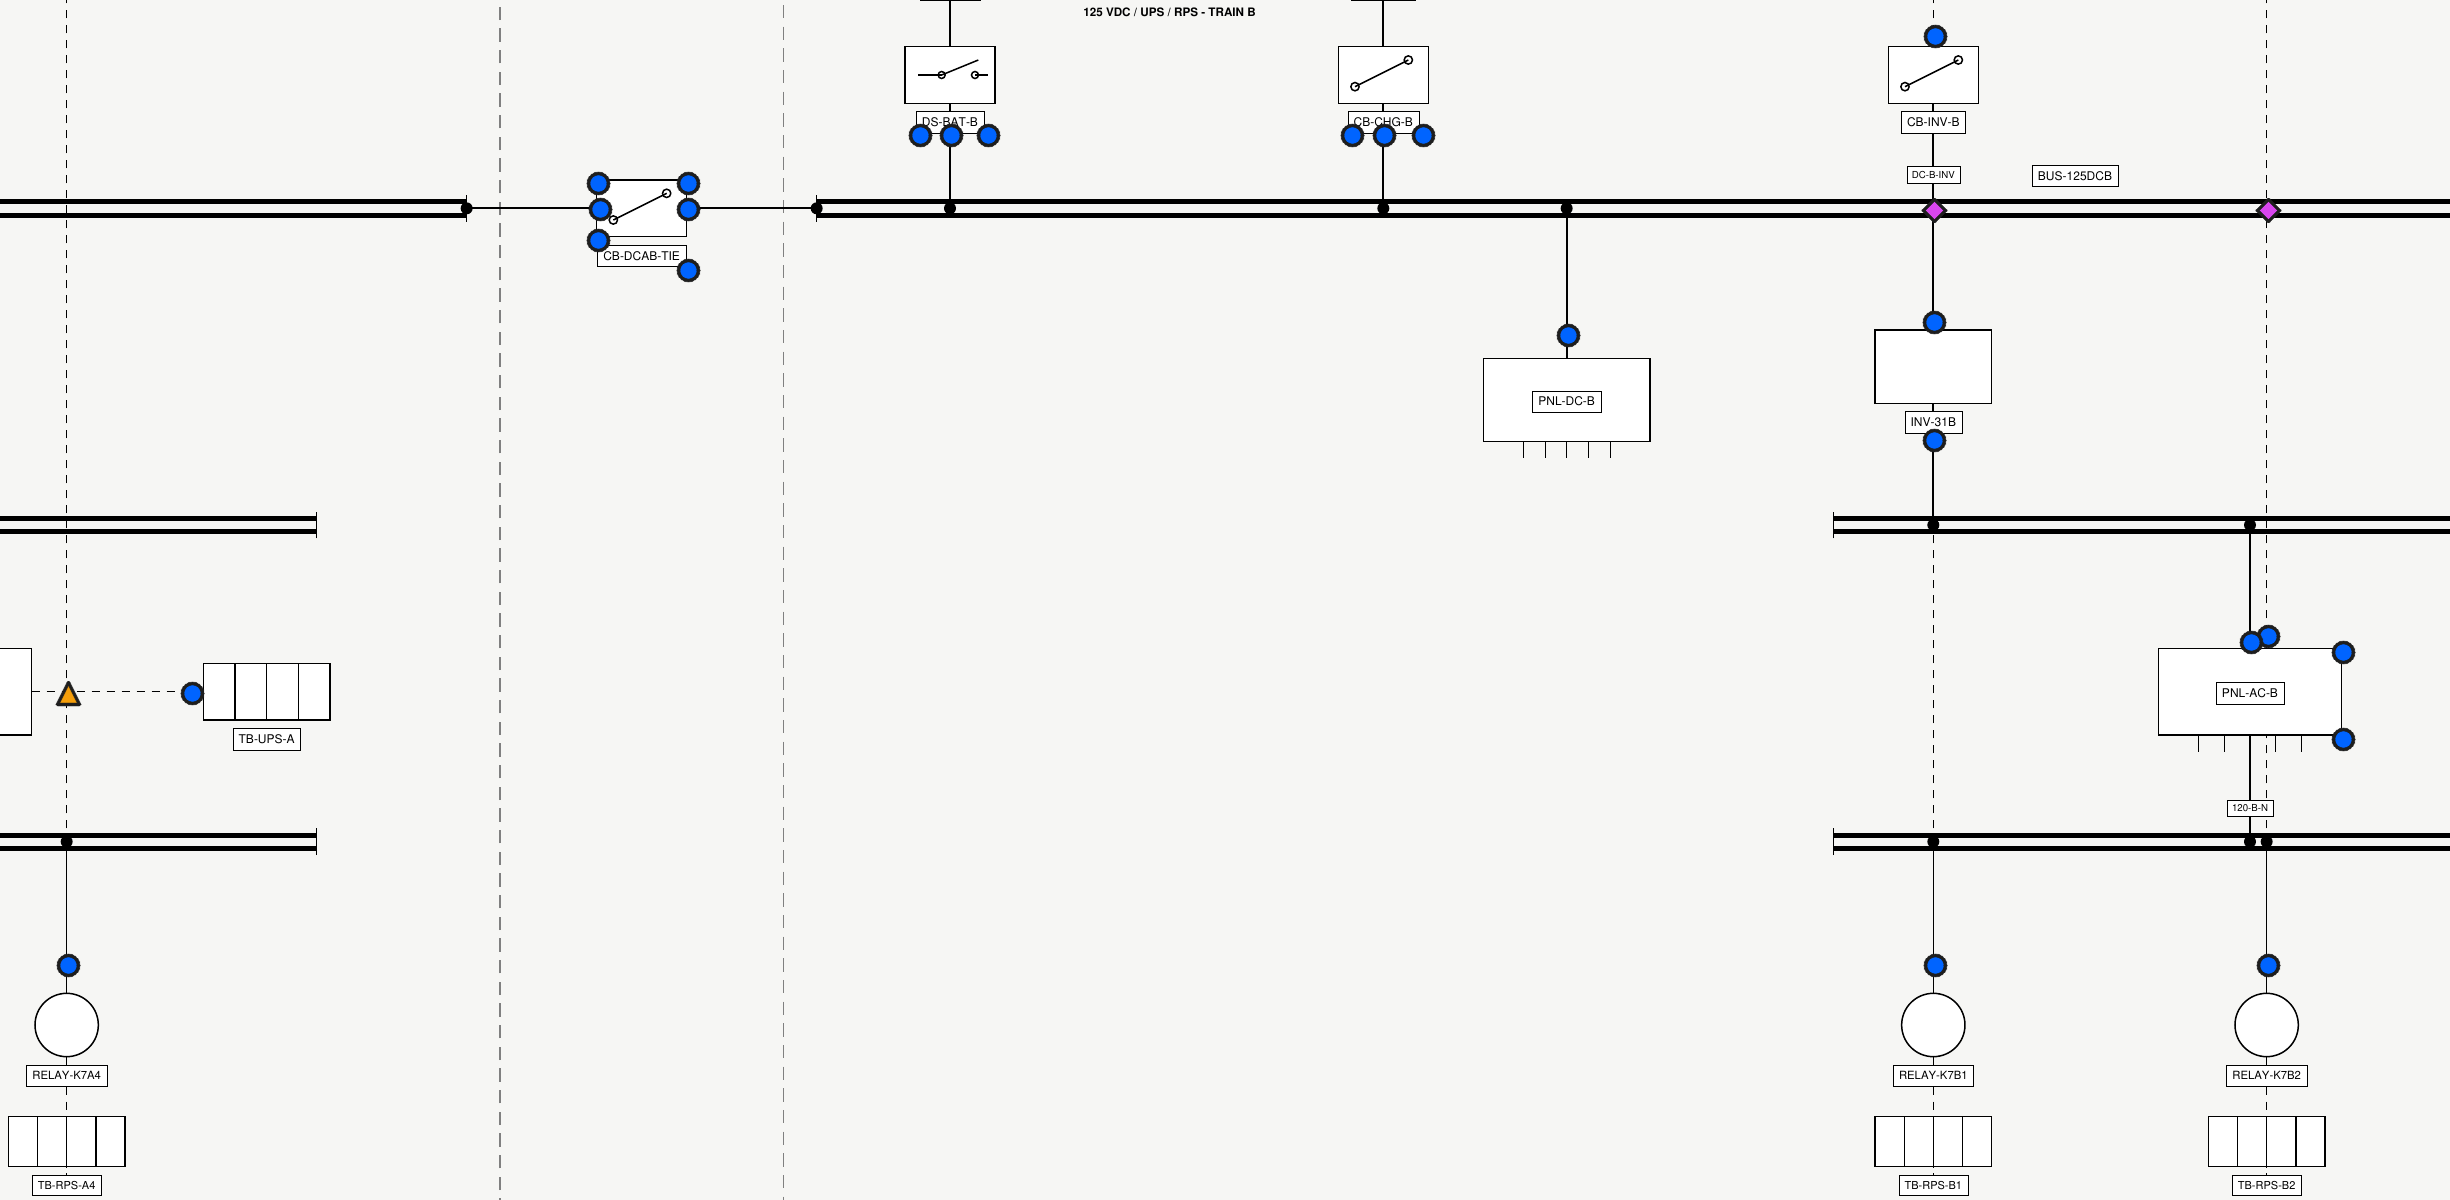 125 VDC / UPS / RPS - TRAIN B
DS-BAT-B
CB-CHG-B
CB-INV-B
DC-B-INV
BUS-125DCB
CB-DCAB-TIE
PNL-DC-B
INV-31B
PNL-AC-B
TB-UPS-A
120-B-N
RELAY-K7A4
RELAY-K7B1
RELAY-K7B2
TB-RPS-A4
TB-RPS-B1
TB-RPS-B2